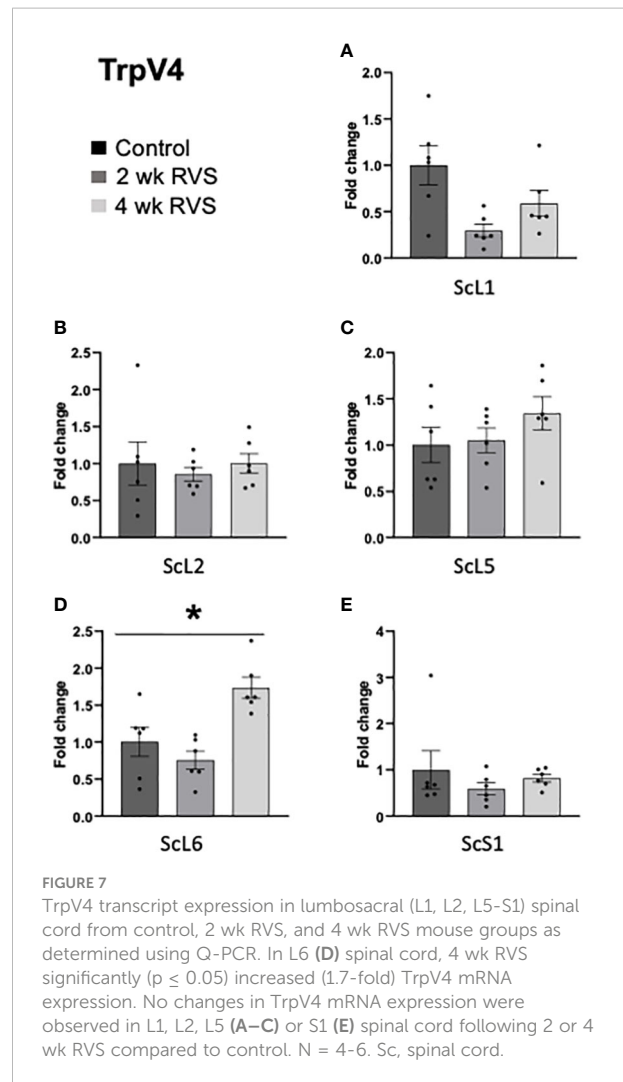 TrpV4
Control
2 wk RVS
4 wk RVS
A
Fold change
2.0
1.5
1.0
0.5
0.0
ScL1
B
Fold change
2.5
2.0
1.5
1.0
0.5
0.0
ScL2
C
Fold change
2.0
1.5
1.0
0.5
0.0
ScL5
D
*
Fold change
2.5
2.0
1.5
1.0
0.5
0.0
ScL6
E
Fold change
4
3
2
1
0
ScS1
FIGURE 7
TrpV4 transcript expression in lumbosacral (L1, L2, L5-S1) spinal
cord from control, 2 wk RVS, and 4 wk RVS mouse groups as
determined using Q-PCR. In L6 (D) spinal cord, 4 wk RVS
significantly (p ≤ 0.05) increased (1.7-fold) TrpV4 mRNA
expression. No changes in TrpV4 mRNA expression were
observed in L1, L2, L5 (A–C) or S1 (E) spinal cord following 2 or 4
wk RVS compared to control. N = 4-6. Sc, spinal cord.